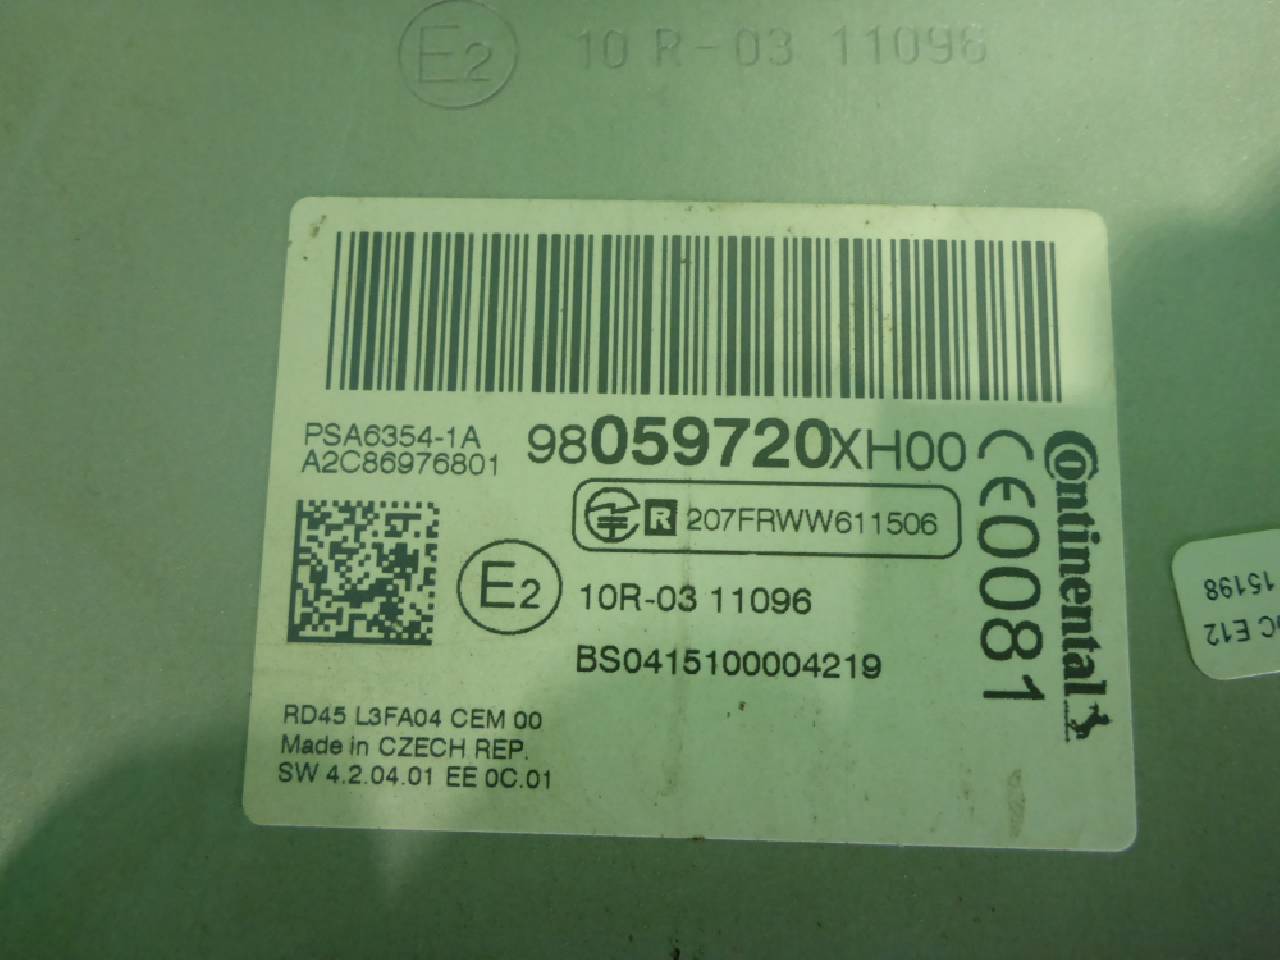 E2 10 R-03 11096
PSA6354-1A
A2C86976801
98059720XH00
R 207FRWW611506
E2 10R-03 11096
BS0415100004219
RD45 L3FA04 CEM 00
Made in CZECH REP.
SW 4.2.04.01 EE 0C.01
CE0081
Continental
15198
C E12